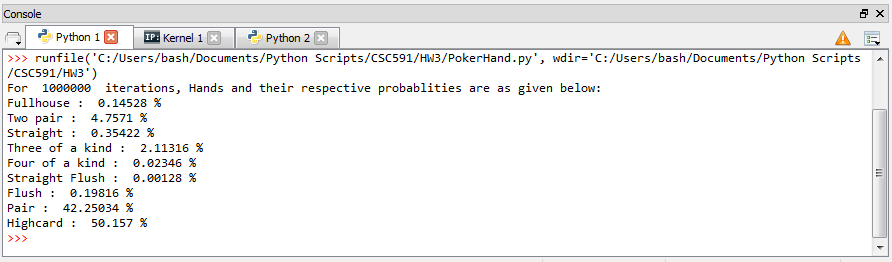 Console
Python 1
IP: Kernel 1
Python 2
>>> runfile('C:/Users/bash/Documents/Python Scripts/CSC591/HW3/PokerHand.py', wdir='C:/Users/bash/Documents/Python Scripts
/CSC591/HW3')
For  1000000  iterations, Hands and their respective probablities are as given below:
Fullhouse :  0.14528 %
Two pair :  4.7571 %
Straight :  0.35422 %
Three of a kind :  2.11316 %
Four of a kind :  0.02346 %
Straight Flush :  0.00128 %
Flush :  0.19816 %
Pair :  42.25034 %
Highcard :  50.157 %
>>>